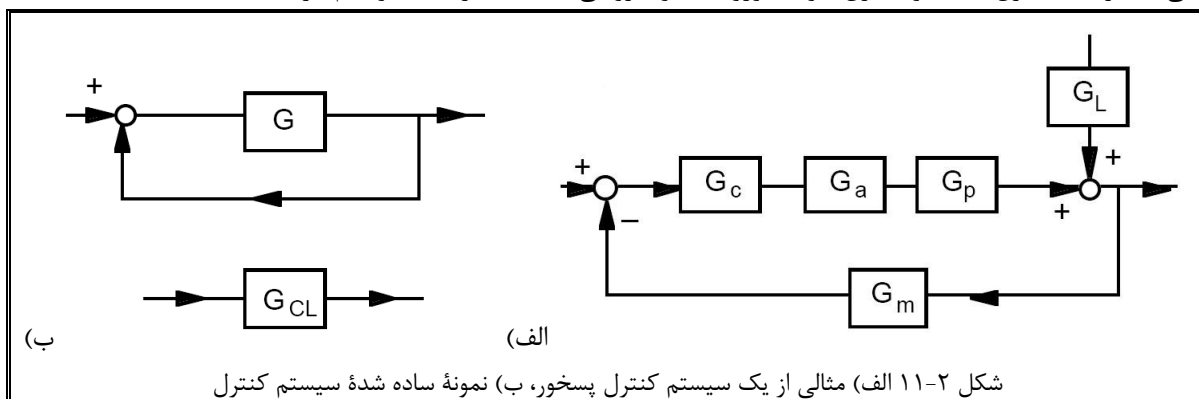 +
G
G_CL
ب)
G_L
+
+
G_c
G_a
G_p
+
−
G_m
الف)
شکل ۲-۱۱ الف) مثالی از یک سیستم کنترل پسخور، ب) نمونهٔ ساده شدهٔ سیستم کنترل